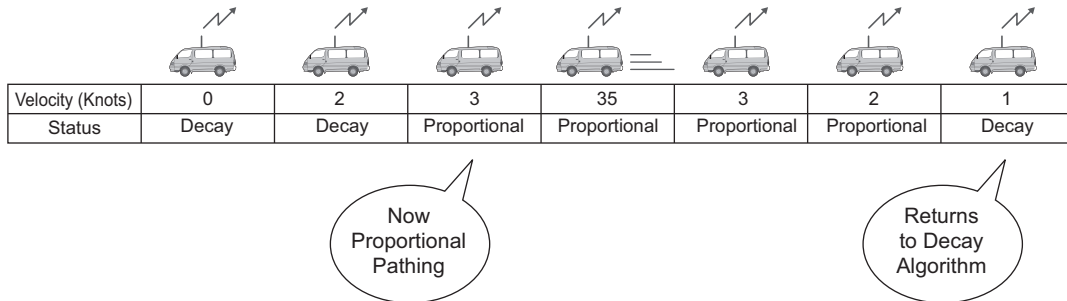 Velocity (Knots) 0 2 3 35 3 2 1
Status Decay Decay Proportional Proportional Proportional Proportional Decay
Now
Proportional
Pathing
Returns
to Decay
Algorithm